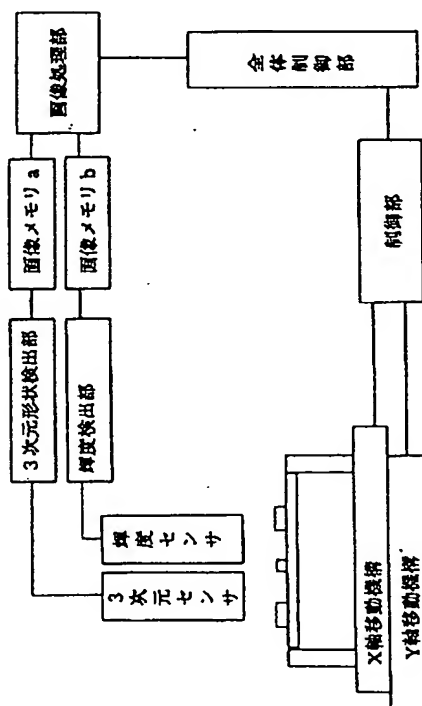 画像処理部
全体制御部
画像メモリa
画像メモリb
制御部
3次元形状検出部
輝度検出部
輝度センサ
3次元センサ
X軸移動機構
Y軸移動機構